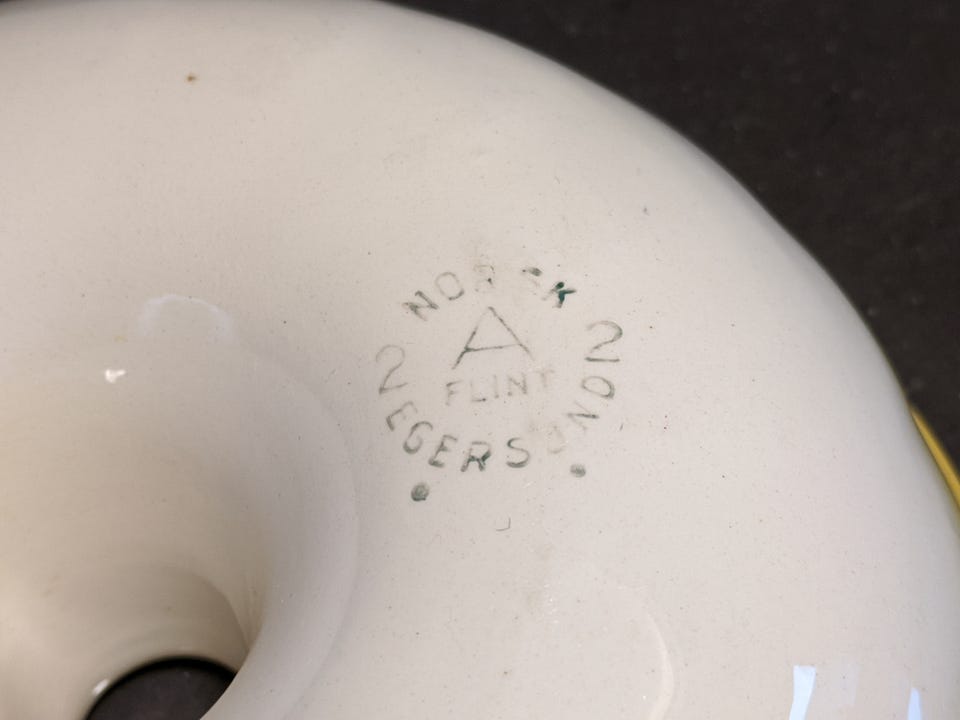 NORSK
A
2 2
FLINT
EGERSUND